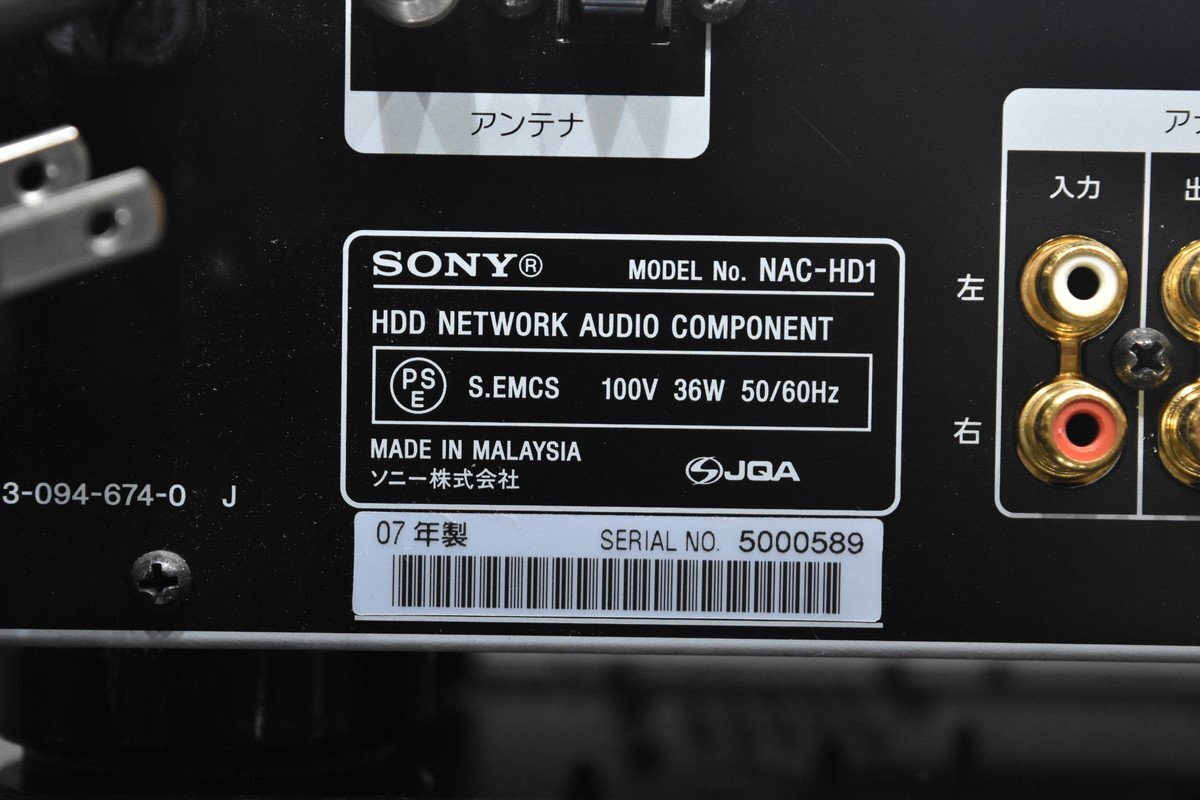 アンテナ
入力
左
右
SONY®
MODEL No. NAC-HD1
HDD NETWORK AUDIO COMPONENT
PS
E
S.EMCS 100V 36W 50/60Hz
MADE IN MALAYSIA
ソニー株式会社
JQA
3-094-674-0 J
07 年製
SERIAL NO. 5000589